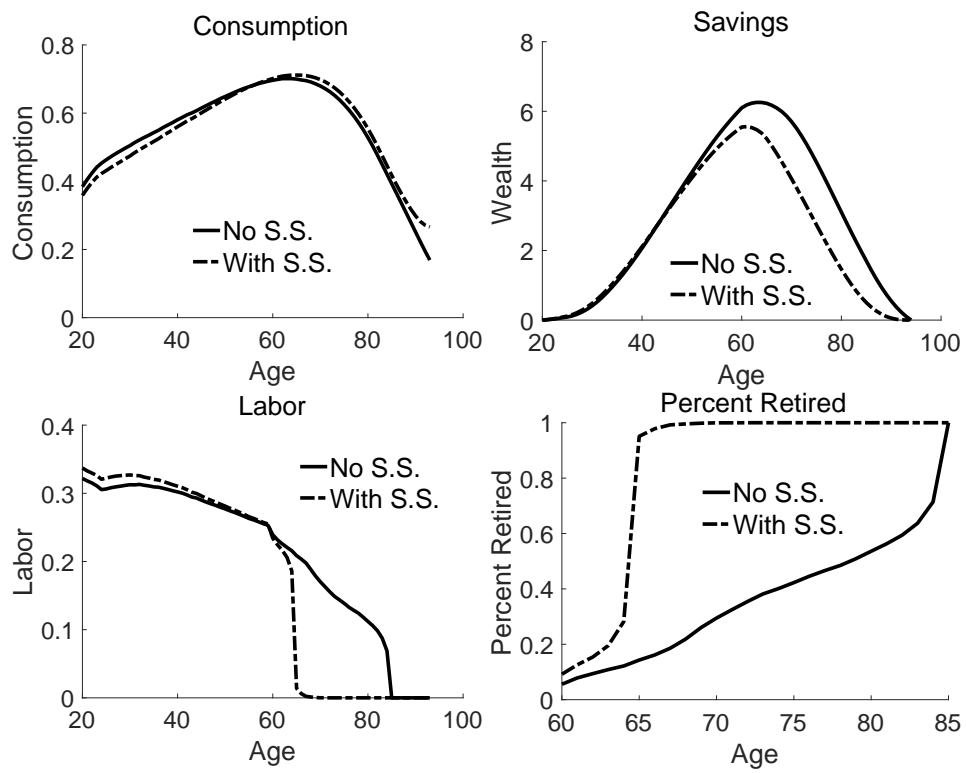 Consumption
0.8
0.6
0.4
0.2
0
Consumption
No S.S.
With S.S.
20 40 60 80 100
Age
Savings
8
6
4
2
0
Wealth
No S.S.
With S.S.
20 40 60 80 100
Age
Labor
0.4
0.3
0.2
0.1
0
Labor
No S.S.
With S.S.
20 40 60 80 100
Age
Percent Retired
1
0.8
0.6
0.4
0.2
0
Percent Retired
No S.S.
With S.S.
60 65 70 75 80 85
Age